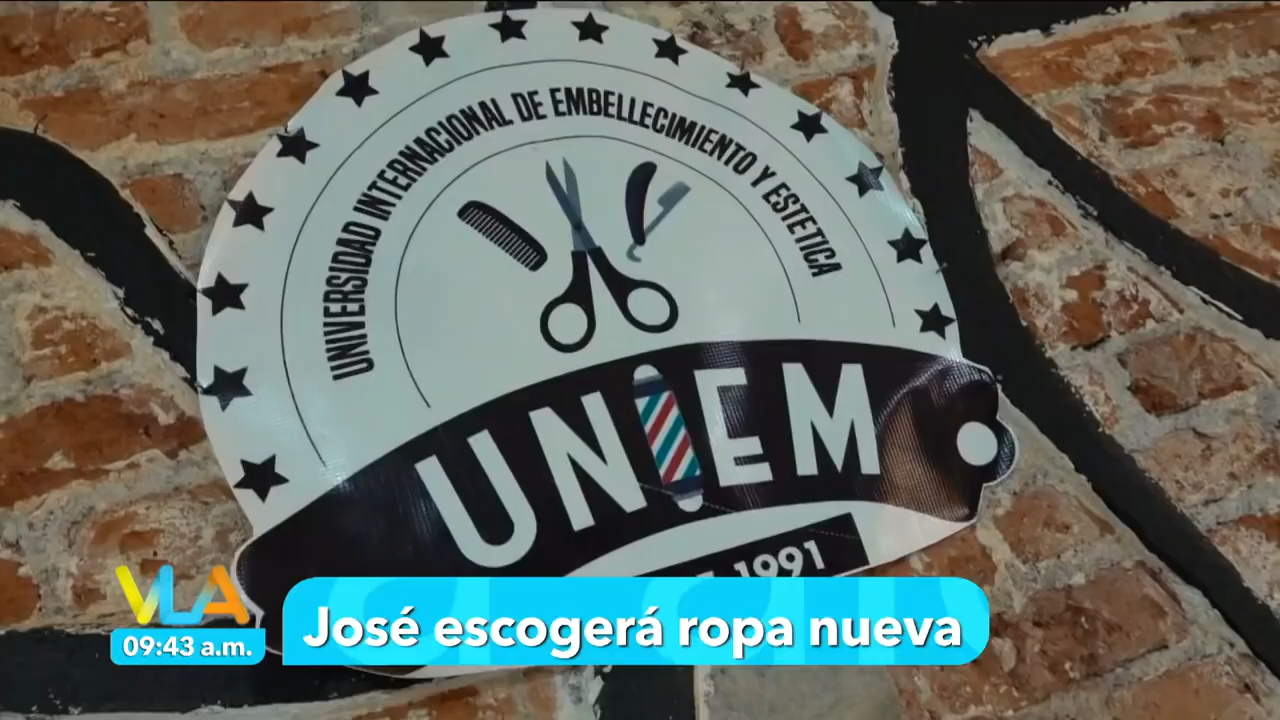 UNIVERSIDAD INTERNACIONAL DE EMBELLECIMIENTO Y ESTETICA
UNIEM
1991
VLA
09:43 a.m.
José escogerá ropa nueva